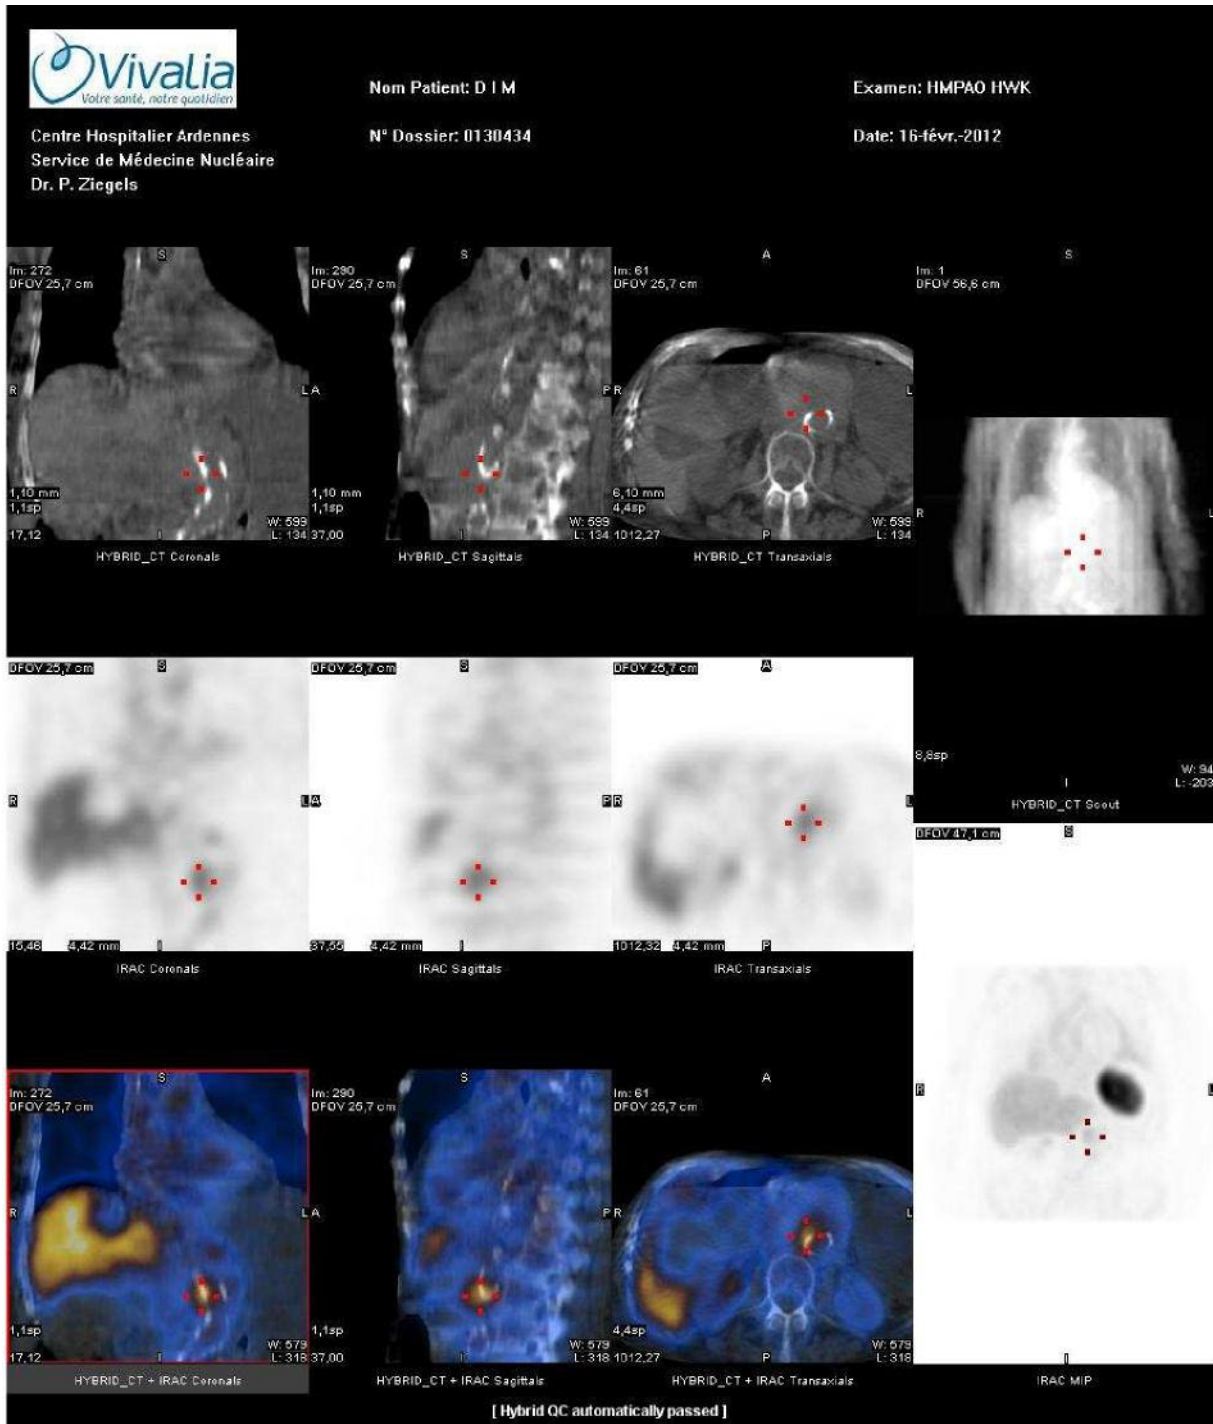 Vivalia
Votre santé, notre quotidien
Nom Patient: D I M
Examen: HMPAO HWK
Centre Hospitalier Ardennes
N° Dossier: 0130434
Date: 16-févr.-2012
Service de Médecine Nucléaire
Dr. P. Ziegels
S
S
A
S
Im: 272
DFOV 25,7 cm
Im: 290
DFOV 25,7 cm
Im: 61
DFOV 25,7 cm
Im: 1
DFOV 56,6 cm
R
L
A
P
R
L
1,10 mm
1,1sp
17,12
W: 599
L: 134
1,10 mm
1,1sp
37,00
W: 599
L: 134
6,10 mm
4,4sp
1012,27
P
W: 599
L: 134
R
L
HYBRID_CT Coronals
HYBRID_CT Sagittals
HYBRID_CT Transaxials
DFOV 25,7 cm
S
DFOV 25,7 cm
S
DFOV 25,7 cm
A
8,8sp
I
W: 94
L: -203
HYBRID_CT Scout
R
L
A
P
R
L
DFOV 47,1 cm
S
15,46
4,42 mm
I
37,55
4,42 mm
I
1012,32
4,42 mm
P
IRAC Coronals
IRAC Sagittals
IRAC Transaxials
S
S
A
Im: 272
DFOV 25,7 cm
Im: 290
DFOV 25,7 cm
Im: 61
DFOV 25,7 cm
R
L
R
L
A
P
R
L
1,1sp
17,12
I
W: 579
L: 318
1,1sp
37,00
I
W: 579
L: 318
4,4sp
1012,27
P
W: 579
L: 318
I
HYBRID_CT + IRAC Coronals
HYBRID_CT + IRAC Sagittals
HYBRID_CT + IRAC Transaxials
IRAC MIP
[ Hybrid QC automatically passed ]